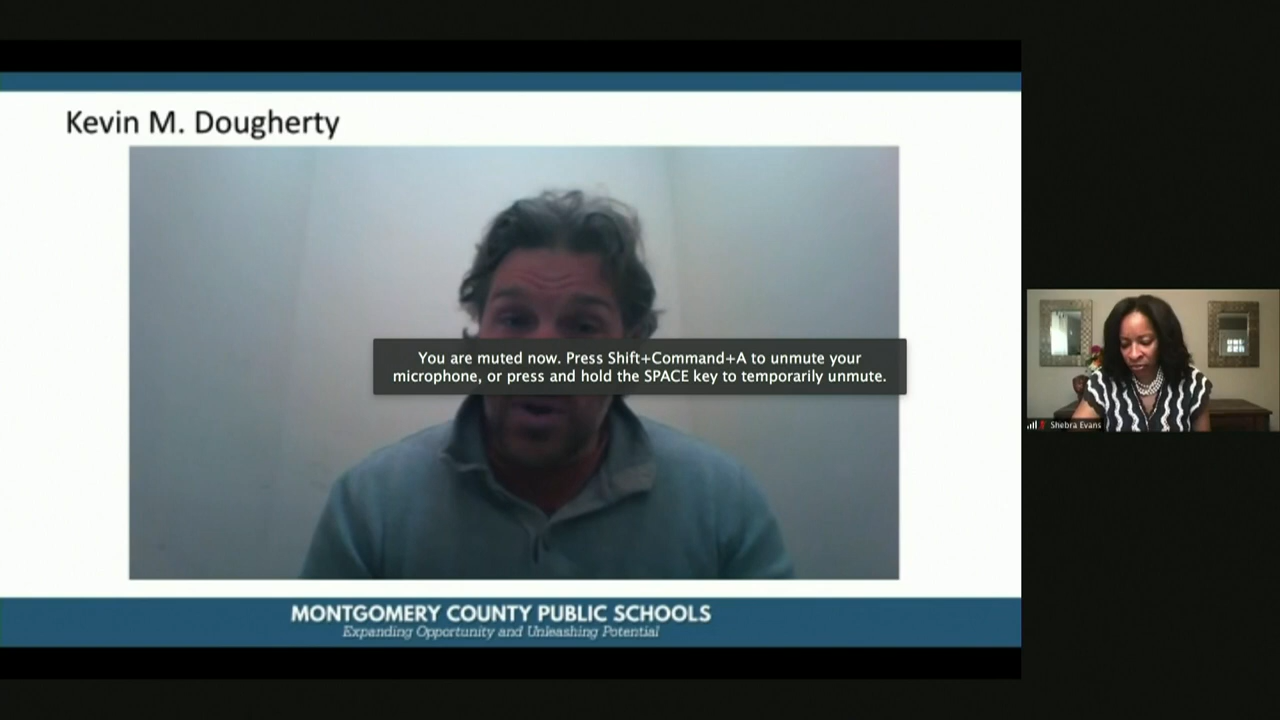 Kevin M. Dougherty
You are muted now. Press Shift+Command+A to unmute your
microphone, or press and hold the SPACE key to temporarily unmute.
Shebra Evans
MONTGOMERY COUNTY PUBLIC SCHOOLS
Expanding Opportunity and Unleashing Potential